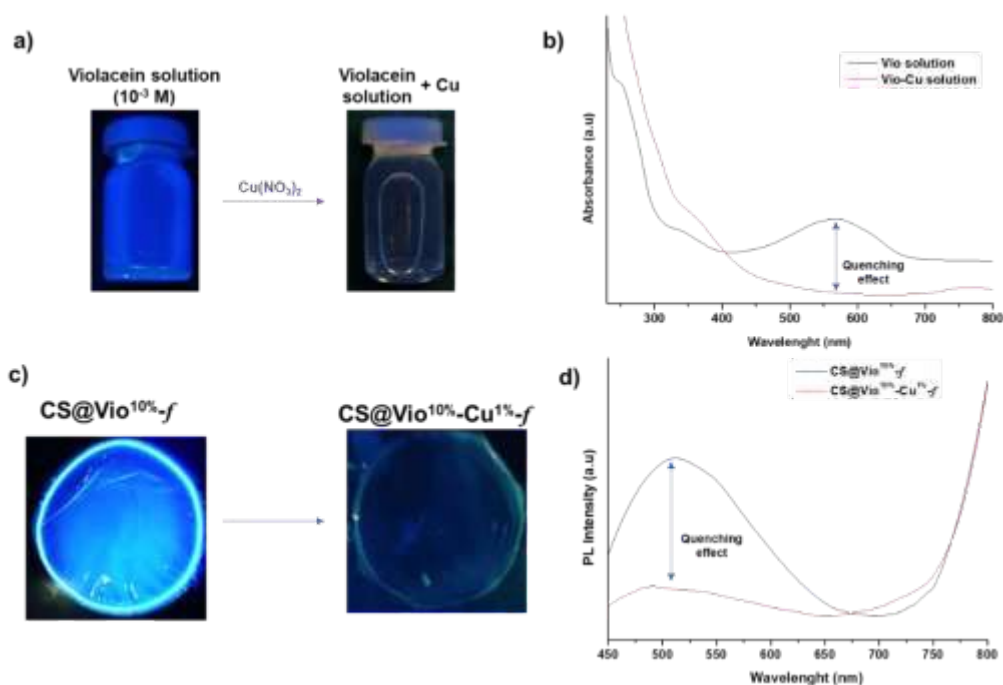 a)
Violacein solution
(10⁻³ M)
Cu(NO₃)₂
Violacein
solution + Cu
b)
Vio solution
Vio-Cu solution
Quenching
effect
Absorbance (a.u)
300 400 500 600 700 800
Wavelenght (nm)
c)
CS@Vio¹⁰%-f
CS@Vio¹⁰%-Cu¹%-f
d)
CS@Vio¹⁰%-f
CS@Vio¹⁰%-Cu¹%-f
Quenching
effect
PL Intensity (a.u)
450 500 550 600 650 700 750 800
Wavelenght (nm)